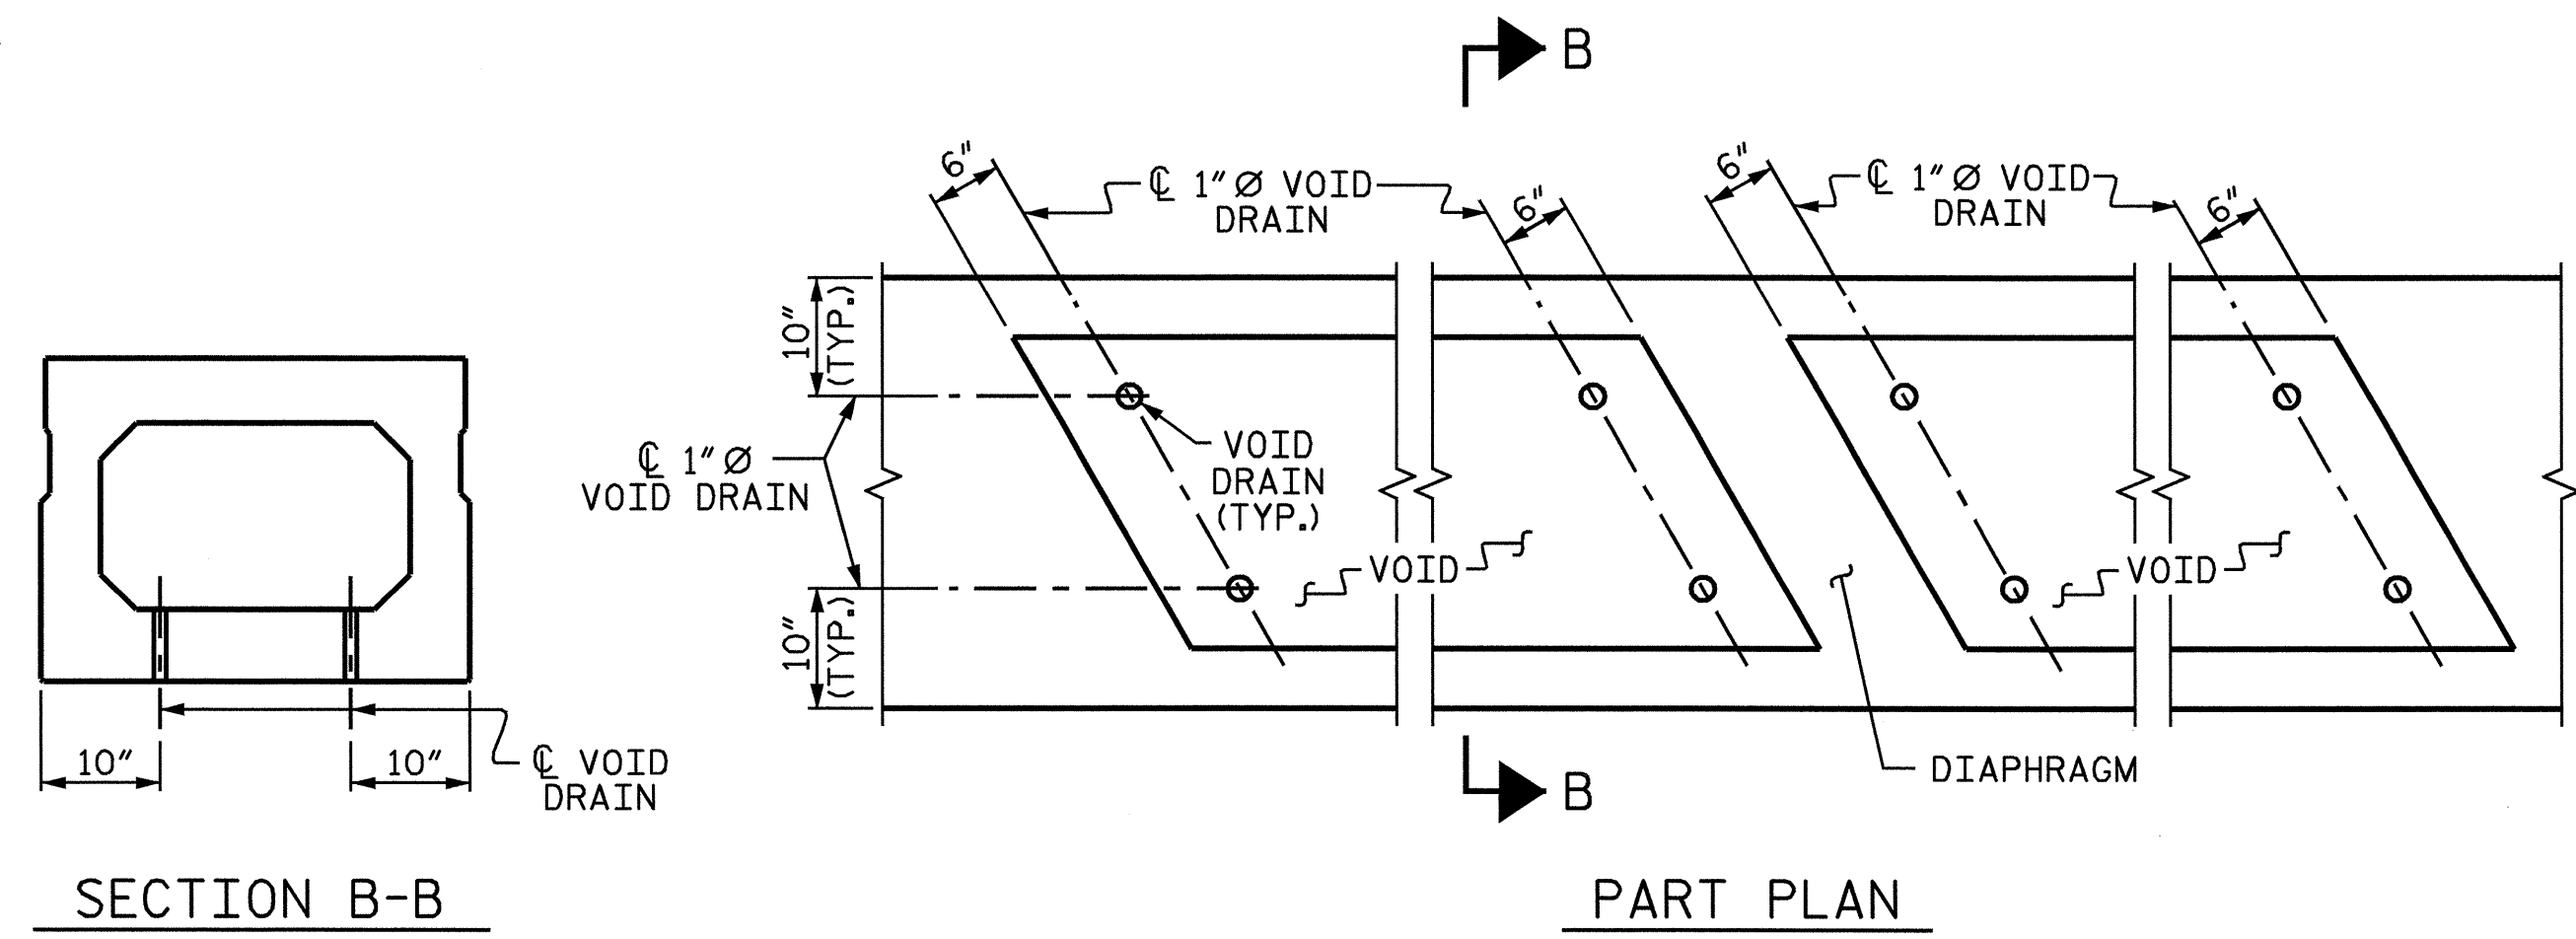 B
6"
℄ 1" Ø VOID
DRAIN
6"
6"
℄ 1" Ø VOID
DRAIN
6"
10"
(TYP.)
℄ 1" Ø
VOID DRAIN
VOID
DRAIN
(TYP.)
VOID
VOID
10"
(TYP.)
10"
10"
℄ VOID
DRAIN
DIAPHRAGM
B
SECTION B-B
PART PLAN